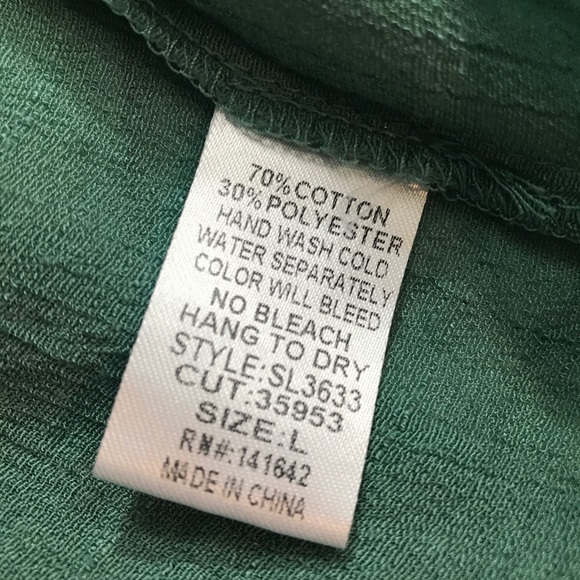 70% COTTON
30% POLYESTER
HAND WASH COLD
WATER SEPARATELY
COLOR WILL BLEED
NO BLEACH
HANG TO DRY
STYLE:SL3633
CUT:35953
SIZE:L
RN#:141642
MADE IN CHINA